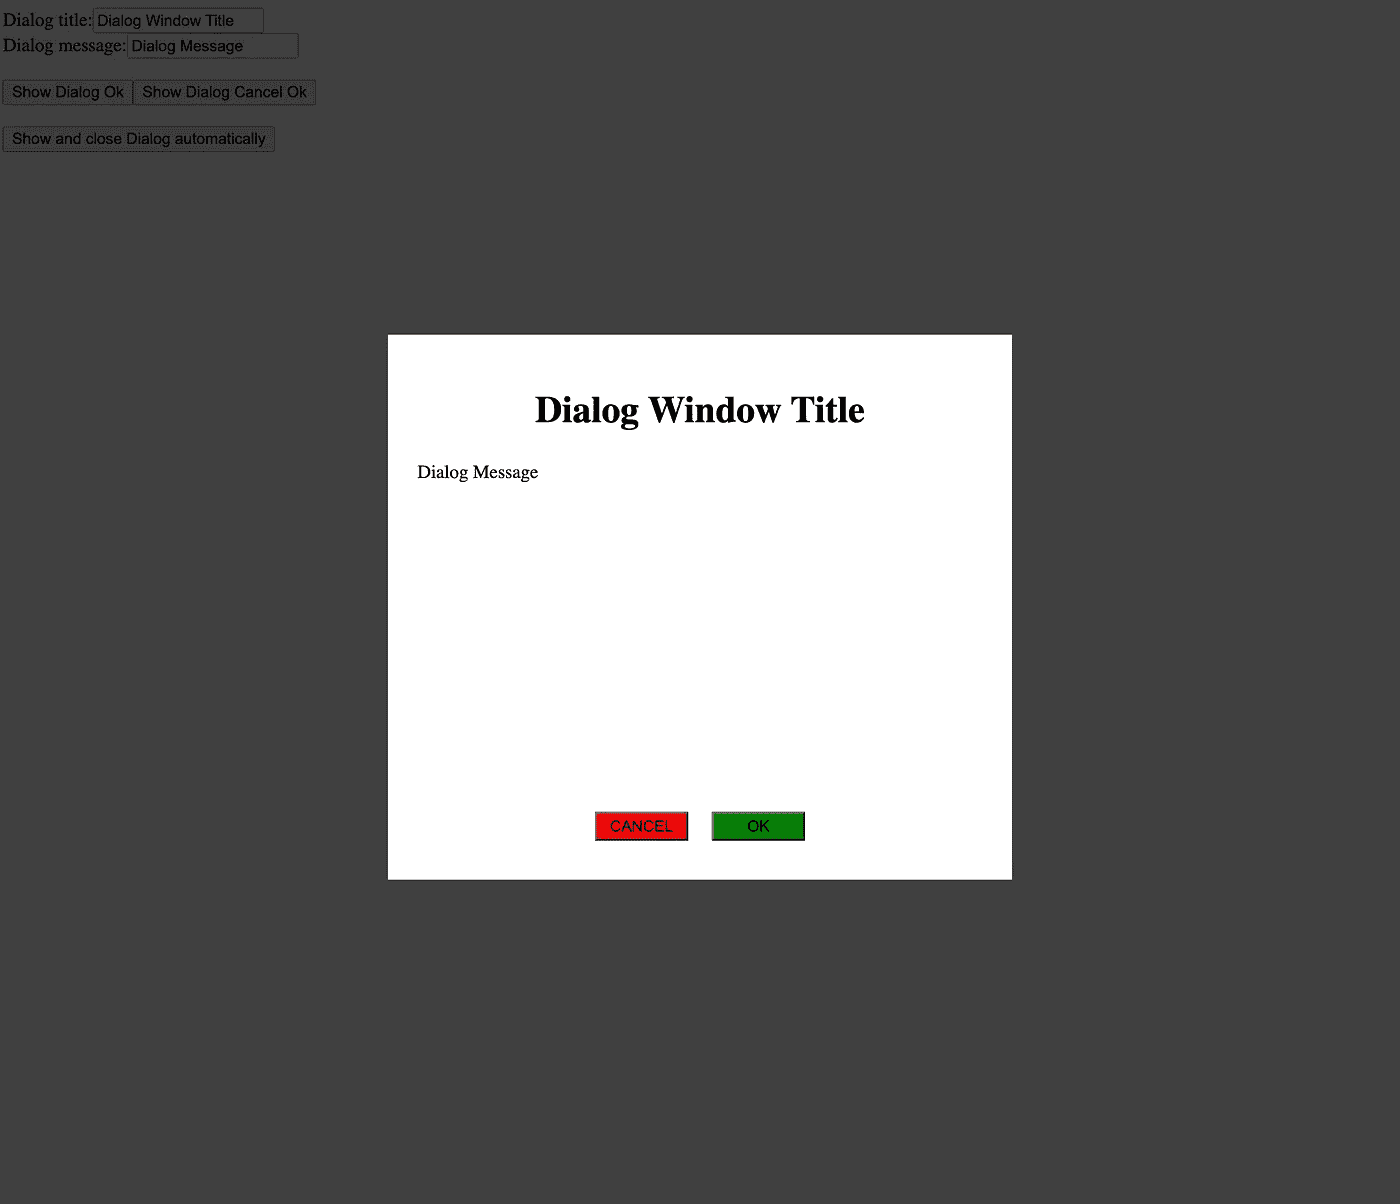 Dialog title: Dialog Window Title
Dialog message: Dialog Message
Show Dialog Ok Show Dialog Cancel Ok
Show and close Dialog automatically
Dialog Window Title
Dialog Message
CANCEL OK